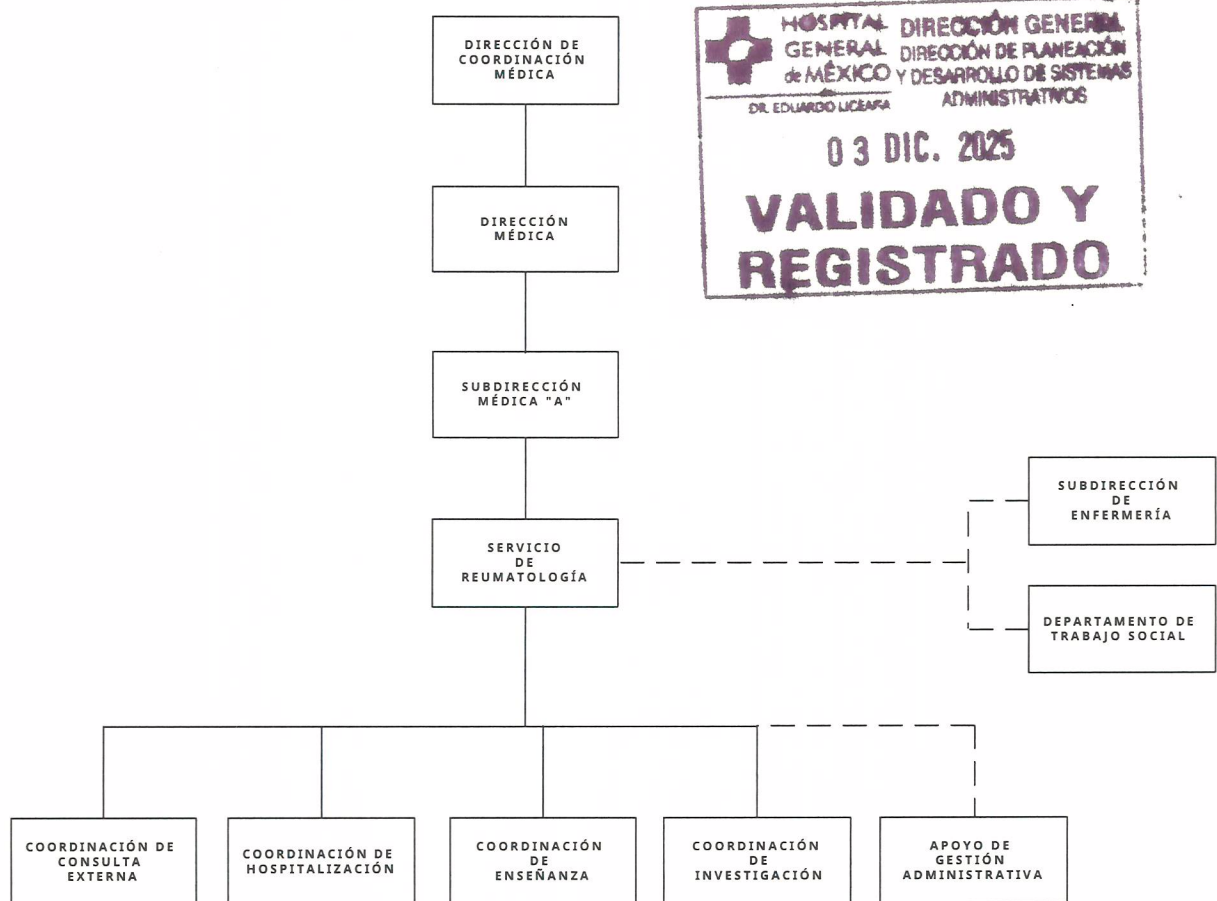 DIRECCIÓN DE
COORDINACIÓN
MÉDICA
HOSPITAL
GENERAL
de MÉXICO
DR. EDUARDO LICEAGA
DIRECCIÓN GENERAL
DIRECCIÓN DE PLANEACIÓN
Y DESARROLLO DE SISTEMAS
ADMINISTRATIVOS
03 DIC. 2025
VALIDADO Y
REGISTRADO
DIRECCIÓN
MÉDICA
SUBDIRECCIÓN
MÉDICA "A"
SERVICIO
DE
REUMATOLOGÍA
SUBDIRECCIÓN
DE
ENFERMERÍA
DEPARTAMENTO DE
TRABAJO SOCIAL
COORDINACIÓN DE
CONSULTA
EXTERNA
COORDINACIÓN DE
HOSPITALIZACIÓN
COORDINACIÓN
DE
ENSEÑANZA
COORDINACIÓN
DE
INVESTIGACIÓN
APOYO DE
GESTIÓN
ADMINISTRATIVA